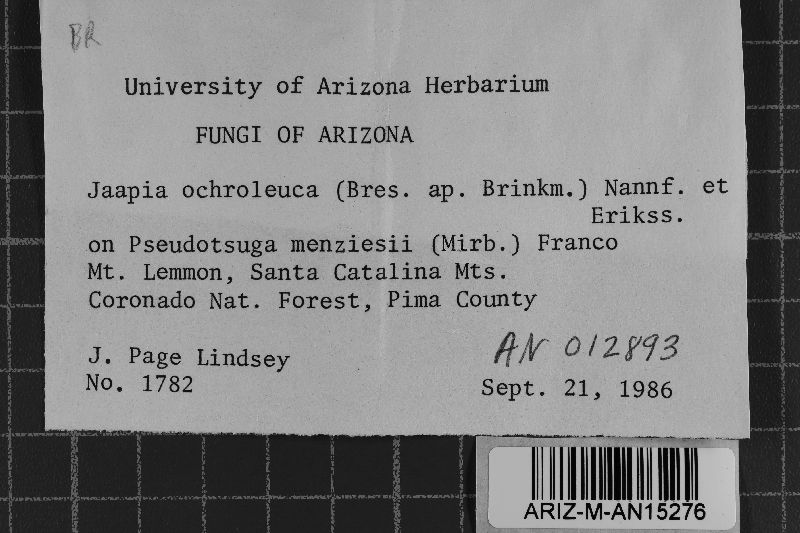 BR
University of Arizona Herbarium
FUNGI OF ARIZONA
Jaapia ochroleuca (Bres. ap. Brinkm.) Nannf. et
Erikss.
on Pseudotsuga menziesii (Mirb.) Franco
Mt. Lemmon, Santa Catalina Mts.
Coronado Nat. Forest, Pima County
J. Page Lindsey
AN 012893
No. 1782
Sept. 21, 1986
ARIZ-M-AN15276